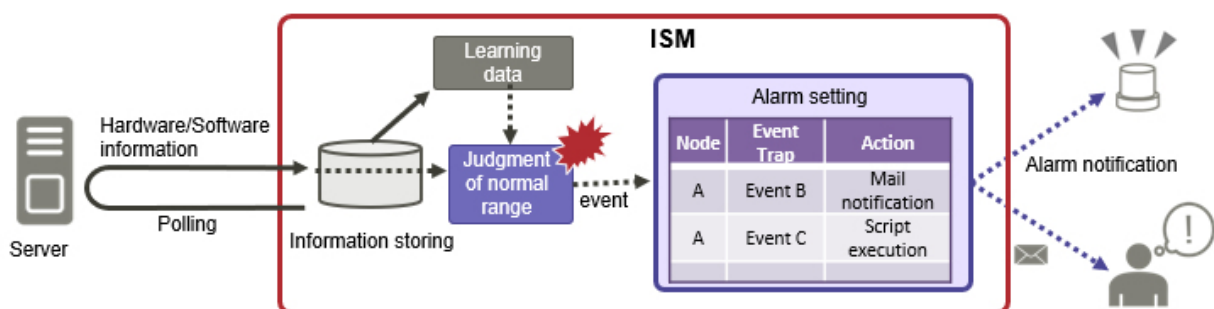 ISM
Learning
data
Alarm setting
Hardware/Software
information
Node
Event
Trap
Action
Judgment
of normal
range
Alarm notification
A
Event B
Mail
notification
event
Polling
A
Event C
Script
execution
Information storing
Server
!